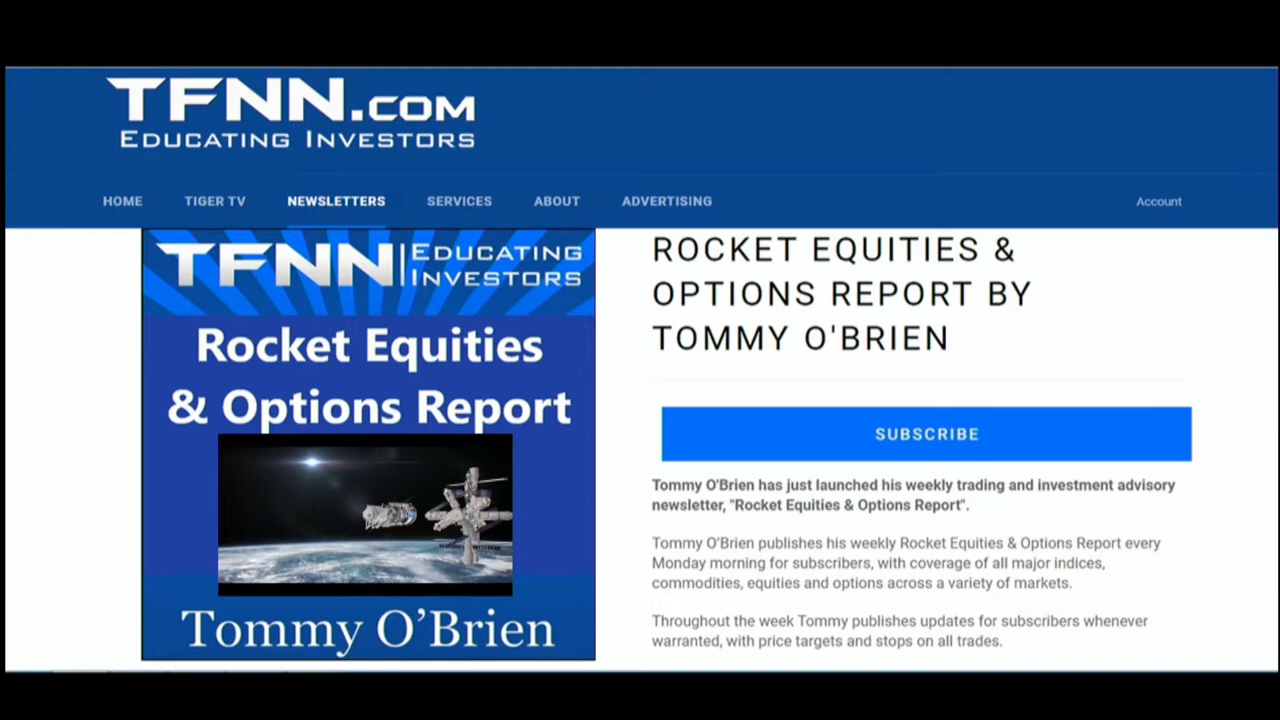 TFNN.COM
EDUCATING INVESTORS
HOME TIGER TV NEWSLETTERS SERVICES ABOUT ADVERTISING Account
TFNN EDUCATING
INVESTORS
Rocket Equities
& Options Report
Tommy O’Brien
ROCKET EQUITIES &
OPTIONS REPORT BY
TOMMY O'BRIEN
SUBSCRIBE
Tommy O'Brien has just launched his weekly trading and investment advisory
newsletter, "Rocket Equities & Options Report".
Tommy O'Brien publishes his weekly Rocket Equities & Options Report every
Monday morning for subscribers, with coverage of all major indices,
commodities, equities and options across a variety of markets.
Throughout the week Tommy publishes updates for subscribers whenever
warranted, with price targets and stops on all trades.